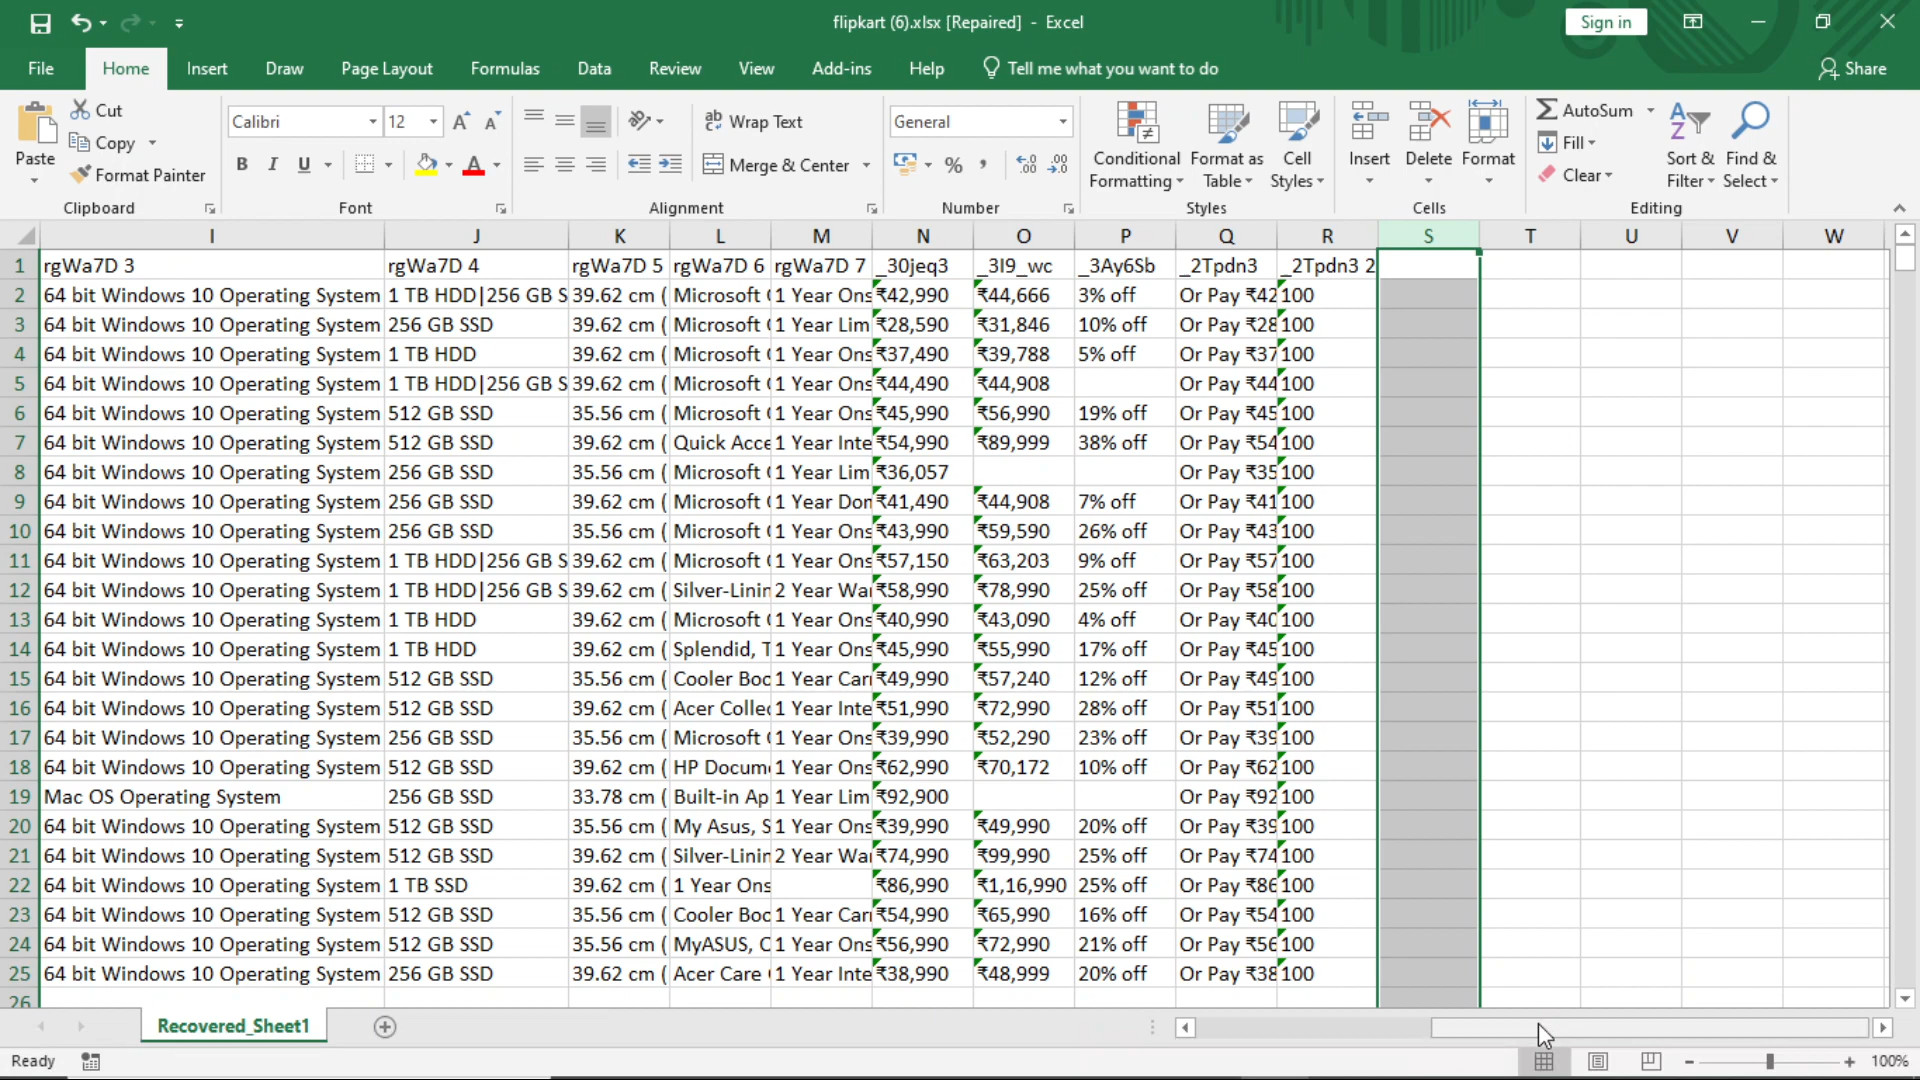 flipkart (6).xlsx [Repaired] - Excel
Sign in
File Home Insert Draw Page Layout Formulas Data Review View Add-ins Help Tell me what you want to do Share
Paste
Cut
Copy
Format Painter
Clipboard
Calibri 12
B I U
Font
Wrap Text
Merge & Center
Alignment
General
Number
Conditional Formatting
Format as Table
Cell Styles
Styles
Insert Delete Format
Cells
AutoSum
Fill
Clear
Sort & Filter
Find & Select
Editing
I J K L M N O P Q R S T U V W
1 rgWa7D 3 rgWa7D 4 rgWa7D 5 rgWa7D 6 rgWa7D 7 _30jeq3 _3I9_wc _3Ay6Sb _2Tpdn3 _2Tpdn3 2
2 64 bit Windows 10 Operating System 1 TB HDD|256 GB S 39.62 cm ( Microsoft 1 Year Ons ₹42,990 ₹44,666 3% off Or Pay ₹42 100
3 64 bit Windows 10 Operating System 256 GB SSD 39.62 cm ( Microsoft 1 Year Lim ₹28,590 ₹31,846 10% off Or Pay ₹28 100
4 64 bit Windows 10 Operating System 1 TB HDD 39.62 cm ( Microsoft 1 Year Ons ₹37,490 ₹39,788 5% off Or Pay ₹37 100
5 64 bit Windows 10 Operating System 1 TB HDD|256 GB S 39.62 cm ( Microsoft 1 Year Ons ₹44,490 ₹44,908 Or Pay ₹44 100
6 64 bit Windows 10 Operating System 512 GB SSD 35.56 cm ( Microsoft 1 Year Ons ₹45,990 ₹56,990 19% off Or Pay ₹45 100
7 64 bit Windows 10 Operating System 512 GB SSD 39.62 cm ( Quick Acce 1 Year Inte ₹54,990 ₹89,999 38% off Or Pay ₹54 100
8 64 bit Windows 10 Operating System 256 GB SSD 35.56 cm ( Microsoft 1 Year Lim ₹36,057 Or Pay ₹35 100
9 64 bit Windows 10 Operating System 256 GB SSD 39.62 cm ( Microsoft 1 Year Dom ₹41,490 ₹44,908 7% off Or Pay ₹41 100
10 64 bit Windows 10 Operating System 256 GB SSD 35.56 cm ( Microsoft 1 Year Ons ₹43,990 ₹59,590 26% off Or Pay ₹43 100
11 64 bit Windows 10 Operating System 1 TB HDD|256 GB S 39.62 cm ( Microsoft 1 Year Ons ₹57,150 ₹63,203 9% off Or Pay ₹57 100
12 64 bit Windows 10 Operating System 1 TB HDD|256 GB S 39.62 cm ( Silver-Linin 2 Year War ₹58,990 ₹78,990 25% off Or Pay ₹58 100
13 64 bit Windows 10 Operating System 1 TB HDD 39.62 cm ( Microsoft 1 Year Ons ₹40,990 ₹43,090 4% off Or Pay ₹40 100
14 64 bit Windows 10 Operating System 1 TB HDD 39.62 cm ( Splendid, T 1 Year Ons ₹45,990 ₹55,990 17% off Or Pay ₹45 100
15 64 bit Windows 10 Operating System 512 GB SSD 35.56 cm ( Cooler Boo 1 Year Carr ₹49,990 ₹57,240 12% off Or Pay ₹49 100
16 64 bit Windows 10 Operating System 512 GB SSD 39.62 cm ( Acer Collec 1 Year Inte ₹51,990 ₹72,990 28% off Or Pay ₹51 100
17 64 bit Windows 10 Operating System 256 GB SSD 35.56 cm ( Microsoft 1 Year Ons ₹39,990 ₹52,290 23% off Or Pay ₹39 100
18 64 bit Windows 10 Operating System 512 GB SSD 39.62 cm ( HP Docume 1 Year Ons ₹62,990 ₹70,172 10% off Or Pay ₹62 100
19 Mac OS Operating System 256 GB SSD 33.78 cm ( Built-in Ap 1 Year Lim ₹92,900 Or Pay ₹92 100
20 64 bit Windows 10 Operating System 512 GB SSD 35.56 cm ( My Asus, S 1 Year Ons ₹39,990 ₹49,990 20% off Or Pay ₹39 100
21 64 bit Windows 10 Operating System 512 GB SSD 39.62 cm ( Silver-Linin 2 Year War ₹74,990 ₹99,990 25% off Or Pay ₹74 100
22 64 bit Windows 10 Operating System 1 TB SSD 39.62 cm ( 1 Year Ons ₹86,990 ₹1,16,990 25% off Or Pay ₹86 100
23 64 bit Windows 10 Operating System 512 GB SSD 35.56 cm ( Cooler Boo 1 Year Carr ₹54,990 ₹65,990 16% off Or Pay ₹54 100
24 64 bit Windows 10 Operating System 512 GB SSD 35.56 cm ( MyASUS, C 1 Year Ons ₹56,990 ₹72,990 21% off Or Pay ₹56 100
25 64 bit Windows 10 Operating System 256 GB SSD 39.62 cm ( Acer Care 1 Year Inte ₹38,990 ₹48,999 20% off Or Pay ₹38 100
26
Recovered_Sheet1
Ready
100%